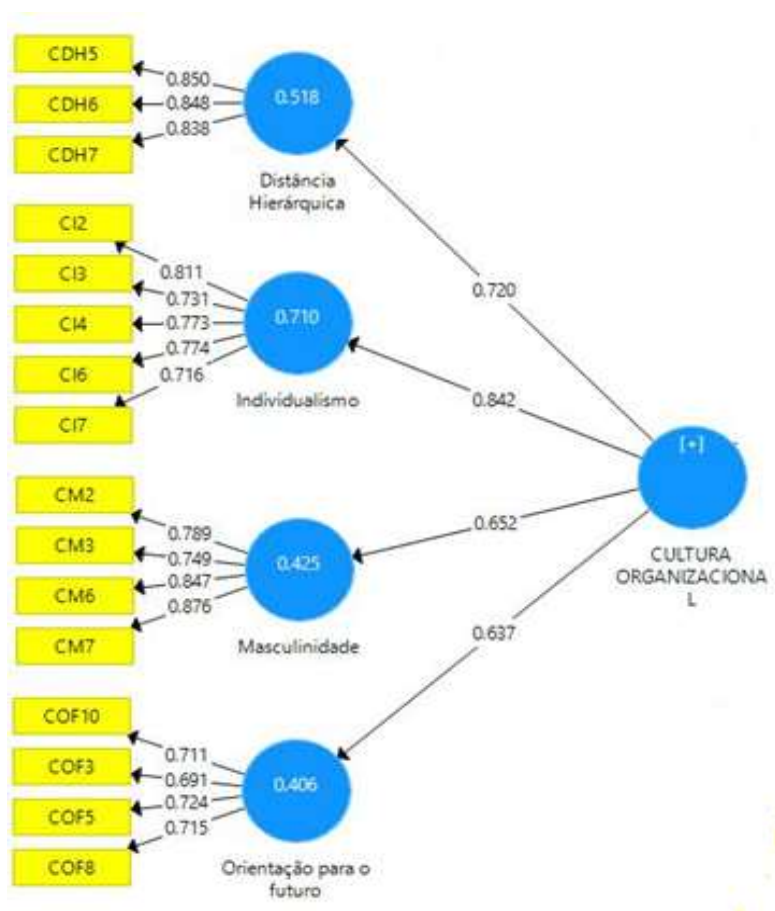 CDH5
0.850
CDH6
0.848
0.518
0.838
CDH7
Distância
Hierárquica
CI2
0.811
CI3
0.731
CI4
0.773
0.710
0.774
CI6
0.716
CI7
Individualismo
CM2
0.789
CM3
0.749
CM6
0.847
0.425
0.876
CM7
Masculinidade
COF10
0.711
COF3
0.691
COF5
0.724
0.406
0.715
COF8
Orientação para o
futuro
0.720
0.842
0.652
0.637
[+]
CULTURA
ORGANIZACIONA
L